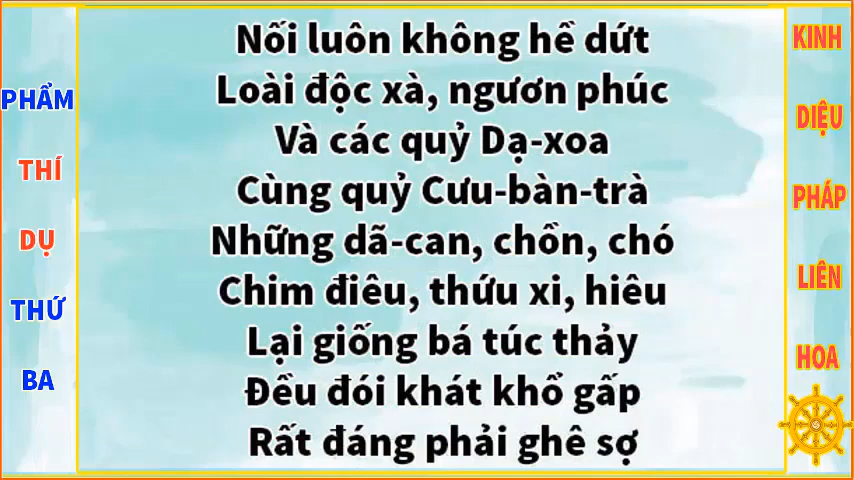 PHẨM
THÍ
DỤ
THỨ
BA
Nối luôn không hề dứt
Loài độc xà, ngươn phúc
Và các quỷ Dạ-xoa
Cùng quỷ Cưu-bàn-trà
Những dã-can, chồn, chó
Chim điêu, thứu xi, hiêu
Lại giống bá túc thảy
Đều đói khát khổ gấp
Rất đáng phải ghê sợ
KINH
DIỆU
PHÁP
LIÊN
HOA